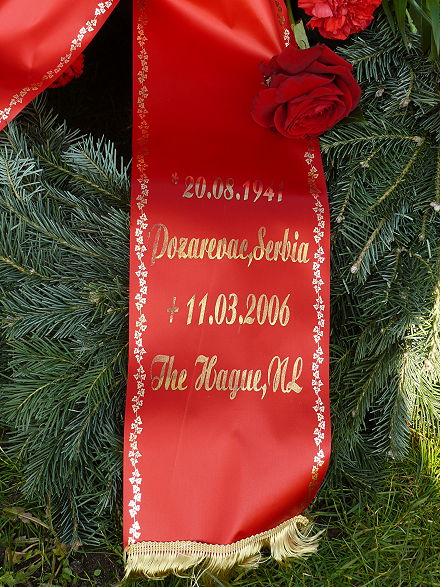 * 20.08.1941
Pozarevac, Serbia
† 11.03.2006
The Hague, NL